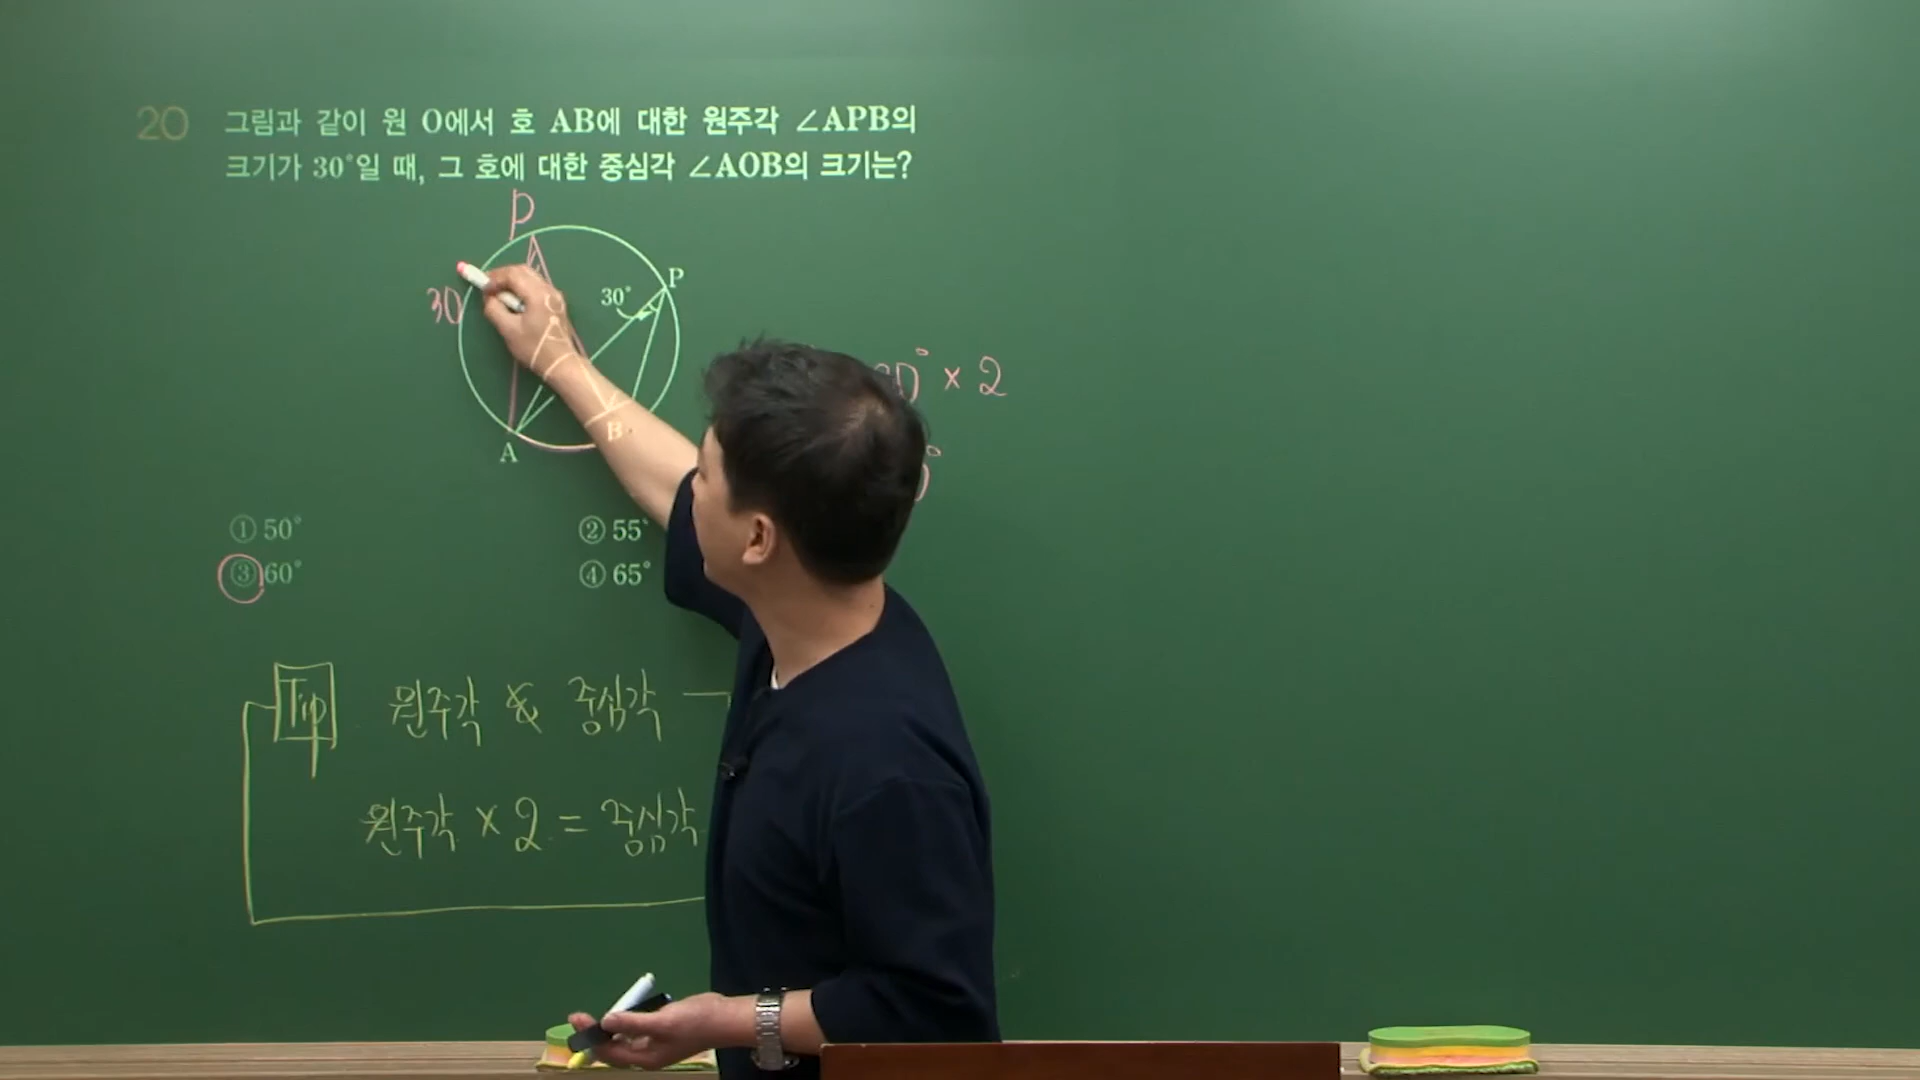 20 그림과 같이 원 O에서 호 AB에 대한 원주각 ∠APB의
크기가 30°일 때, 그 호에 대한 중심각 ∠AOB의 크기는?
P
P
30°
30
O
A
B
° × 2
°
① 50°
② 55°
③ 60°
④ 65°
Tip 원주각 & 중심각
원주각 × 2 = 중심각